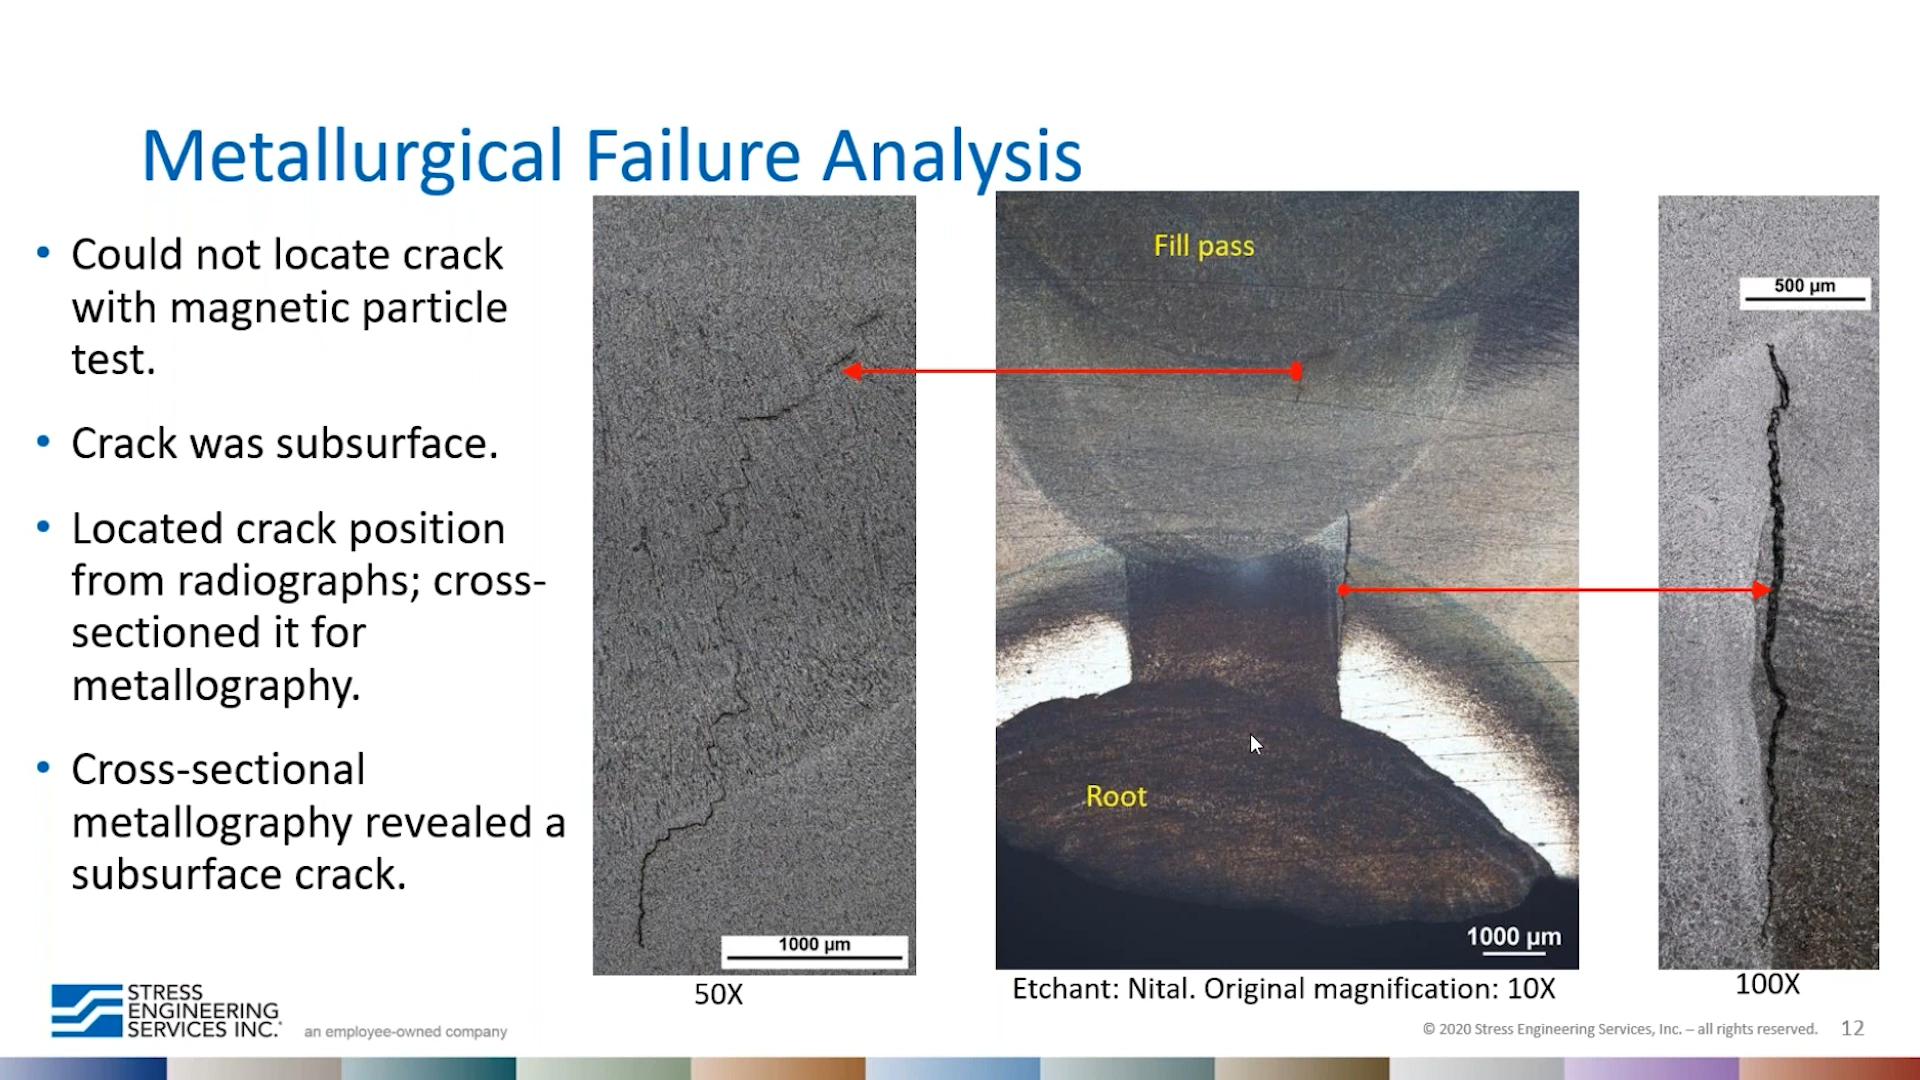 Metallurgical Failure Analysis
• Could not locate crack
with magnetic particle
test.
• Crack was subsurface.
• Located crack position
from radiographs; cross-
sectioned it for
metallography.
• Cross-sectional
metallography revealed a
subsurface crack.
1000 µm
50X
Fill pass
Root
1000 µm
Etchant: Nital. Original magnification: 10X
500 µm
100X
STRESS
ENGINEERING
SERVICES INC.
an employee-owned company
© 2020 Stress Engineering Services, Inc. – all rights reserved.
12